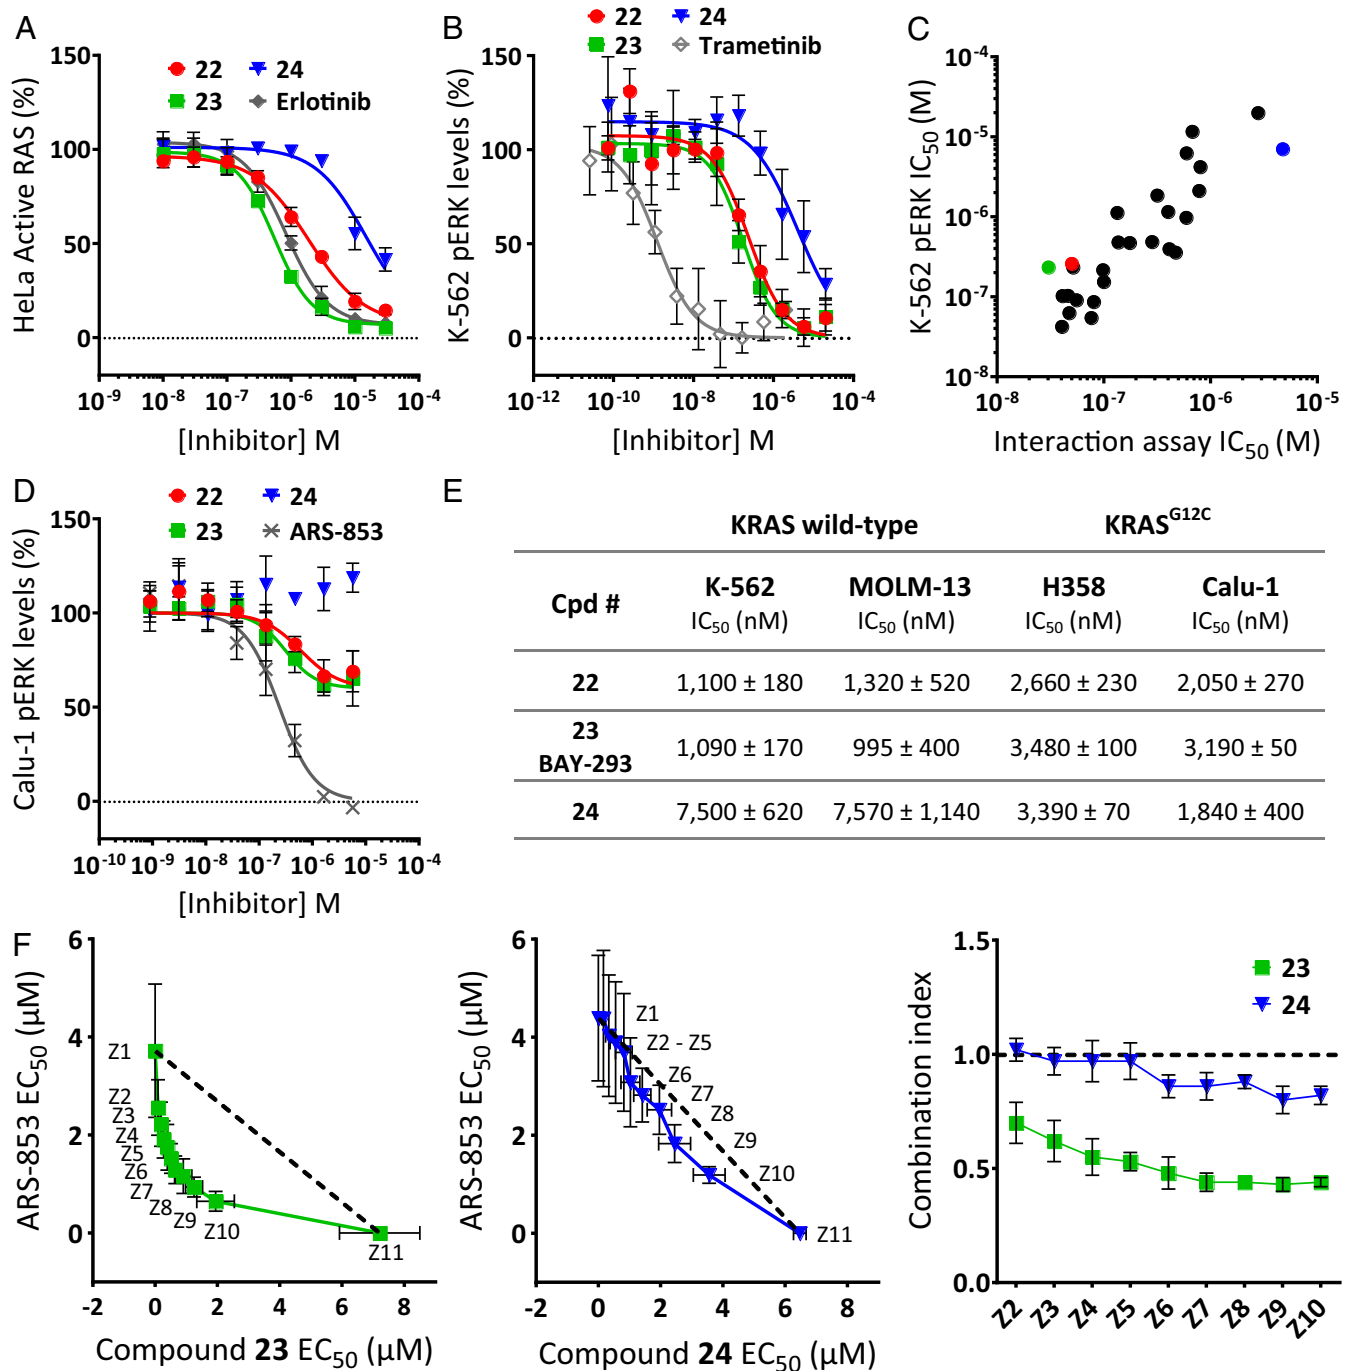 A
22
24
23
Erlotinib
HeLa Active RAS (%)
150
100
50
0
10⁻⁹ 10⁻⁸ 10⁻⁷ 10⁻⁶ 10⁻⁵ 10⁻⁴
[Inhibitor] M
B
22
24
23
Trametinib
K-562 pERK levels (%)
150
100
50
0
10⁻¹² 10⁻¹⁰ 10⁻⁸ 10⁻⁶ 10⁻⁴
[Inhibitor] M
C
K-562 pERK IC₅₀ (M)
10⁻⁴
10⁻⁵
10⁻⁶
10⁻⁷
10⁻⁸
10⁻⁸ 10⁻⁷ 10⁻⁶ 10⁻⁵
Interaction assay IC₅₀ (M)
D
22
24
23
ARS-853
Calu-1 pERK levels (%)
150
100
50
0
10⁻¹⁰ 10⁻⁹ 10⁻⁸ 10⁻⁷ 10⁻⁶ 10⁻⁵ 10⁻⁴
[Inhibitor] M
E
KRAS wild-type KRAS^G12C
Cpd # K-562 MOLM-13 H358 Calu-1
IC₅₀ (nM) IC₅₀ (nM) IC₅₀ (nM) IC₅₀ (nM)
22 1,100 ± 180 1,320 ± 520 2,660 ± 230 2,050 ± 270
23 BAY-293 1,090 ± 170 995 ± 400 3,480 ± 100 3,190 ± 50
24 7,500 ± 620 7,570 ± 1,140 3,390 ± 70 1,840 ± 400
F
ARS-853 EC₅₀ (µM)
6
4
2
0
Z1
Z2
Z3
Z4
Z5
Z6
Z7
Z8
Z9
Z10
Z11
-2 0 2 4 6 8
Compound 23 EC₅₀ (µM)
ARS-853 EC₅₀ (µM)
6
4
2
0
Z1
Z2 - Z5
Z6
Z7
Z8
Z9
Z10
Z11
-2 0 2 4 6 8
Compound 24 EC₅₀ (µM)
Combination index
1.5
1.0
0.5
0.0
23
24
Z2 Z3 Z4 Z5 Z6 Z7 Z8 Z9 Z10